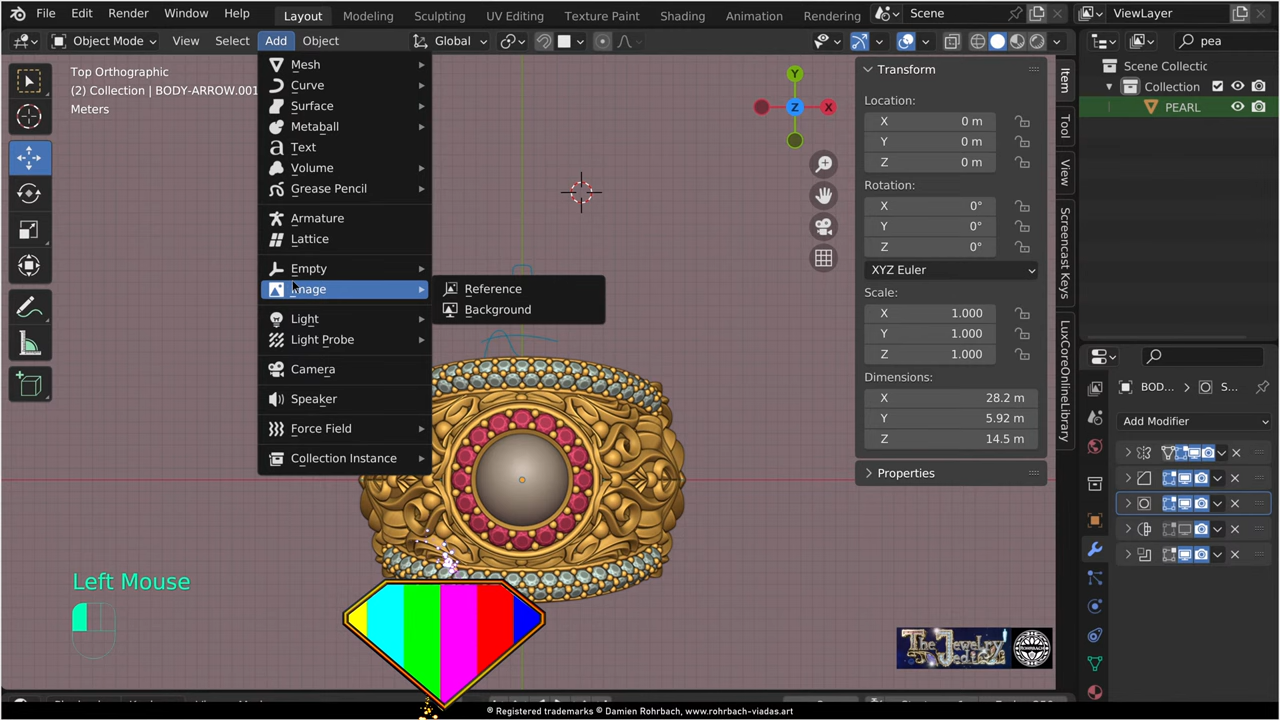 File Edit Render Window Help Layout Modeling Sculpting UV Editing Texture Paint Shading Animation Rendering Scene ViewLayer
Object Mode View Select Add Object Global pea
Top Orthographic
(2) Collection | BODY-ARROW.001
Meters
Mesh
Curve
Surface
Metaball
Text
Volume
Grease Pencil
Armature
Lattice
Empty
Image
Light
Light Probe
Camera
Speaker
Force Field
Collection Instance
Reference
Background
Y
Z X
Transform
Location:
X 0 m
Y 0 m
Z 0 m
Rotation:
X 0°
Y 0°
Z 0°
XYZ Euler
Scale:
X 1.000
Y 1.000
Z 1.000
Dimensions:
X 28.2 m
Y 5.92 m
Z 14.5 m
Properties
Item
Tool
View
Screencast Keys
LuxCoreOnlineLibrary
Scene Collectic
Collection
PEARL
BOD... S...
Add Modifier
Left Mouse
The Jewelry
ROHRBACH
® Registered trademarks © Damien Rohrbach, www.rohrbach-viadas.art